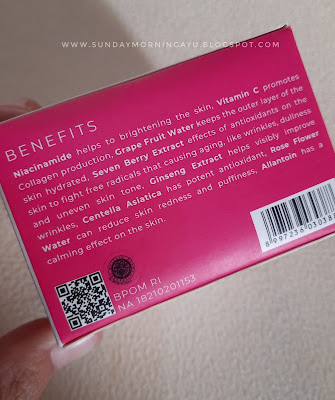 WWW.SUNDAYMORNINGAYU.BLOGSPOT.COM
BENEFITS
Niacinamide helps to brightening the skin, Vitamin C promotes
Collagen production, Grape Fruit Water keeps the outer layer of the
skin hydrated, Seven Berry Extract effects of antioxidants on the
skin to fight free radicals that causing aging, like wrinkles, dullness
and uneven skin tone, Ginseng Extract helps visibly improve
wrinkles, Centella Asiatica has potent antioxidant, Rose Flower
Water can reduce skin redness and puffiness, Allantoin has a
calming effect on the skin.
BPOM RI
NA 18210201153